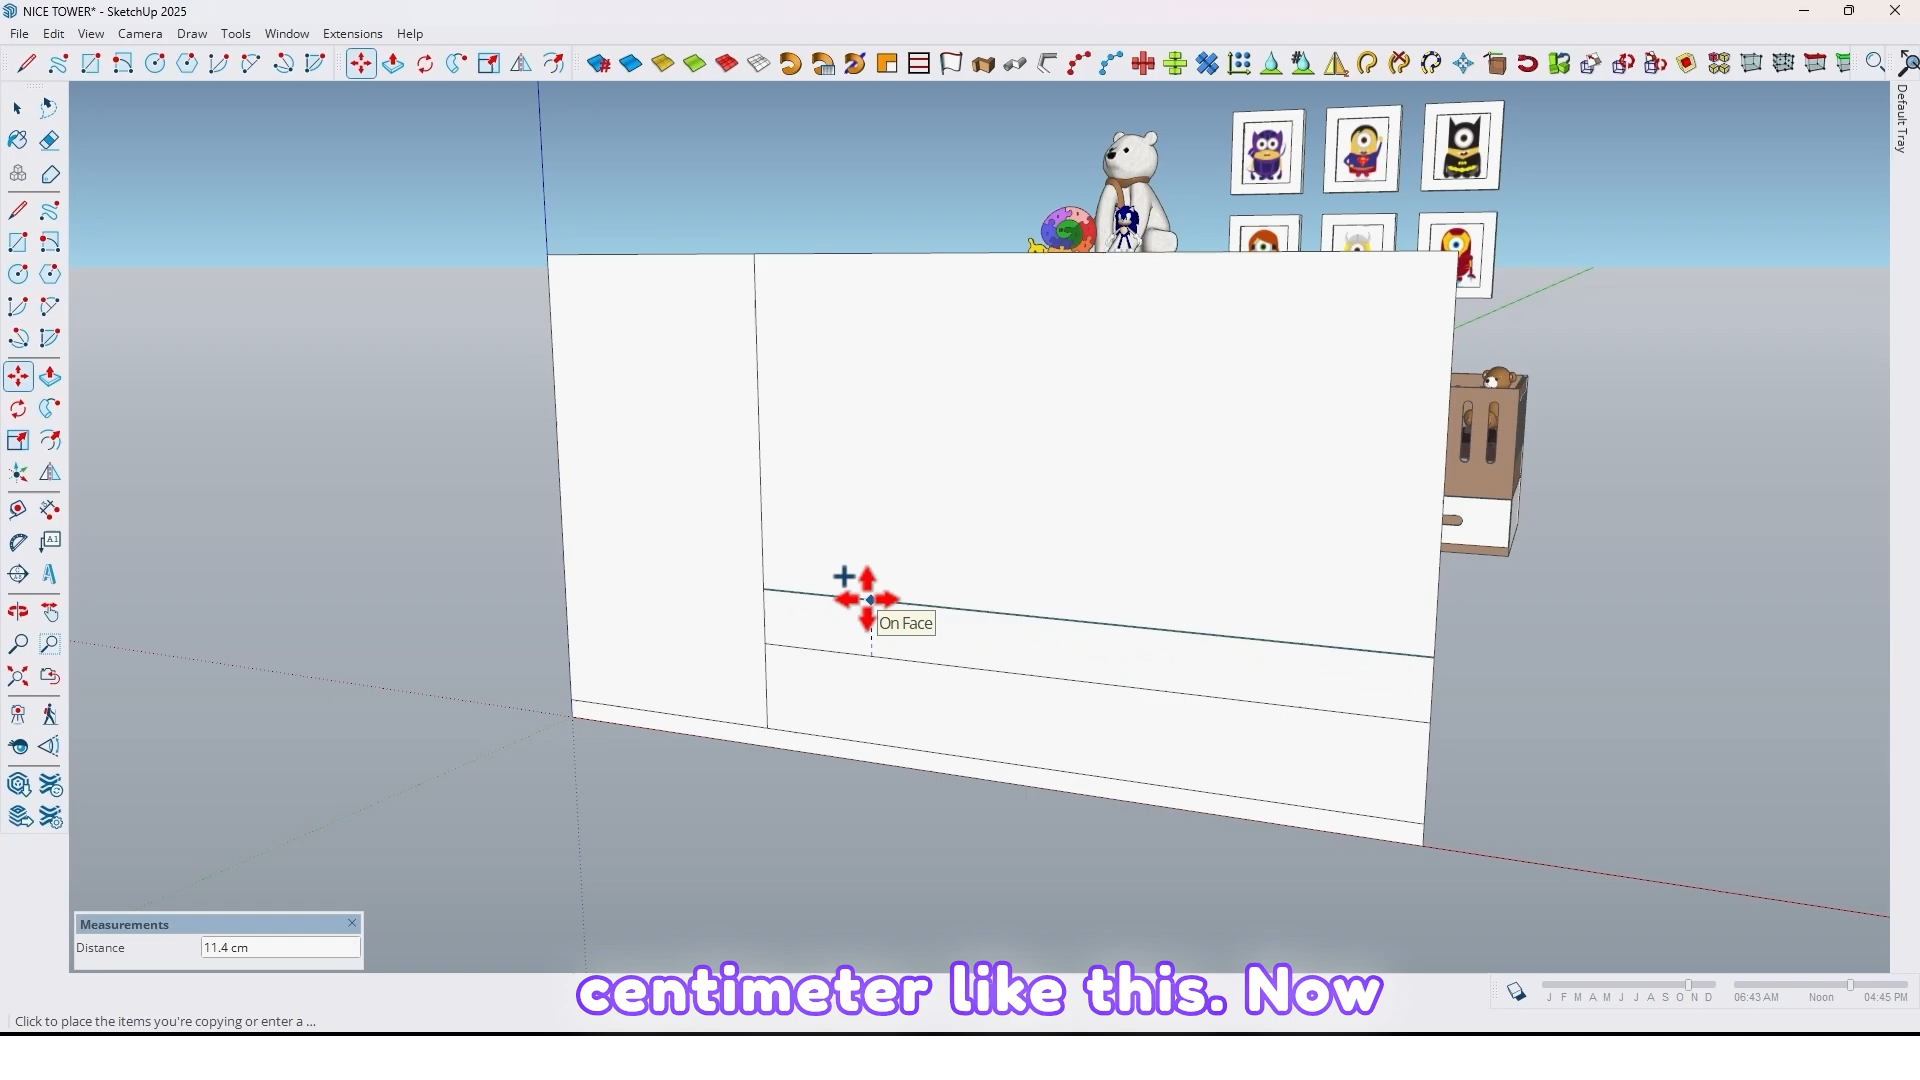 NICE TOWER* - SketchUp 2025
File Edit View Camera Draw Tools Window Extensions Help
Default Tray
A1
On Face
Measurements
Distance 11.4 cm
centimeter like this. Now
J F M A M J J A S O N D 06:43 AM Noon 04:45 PM
Click to place the items you're copying or enter a ...